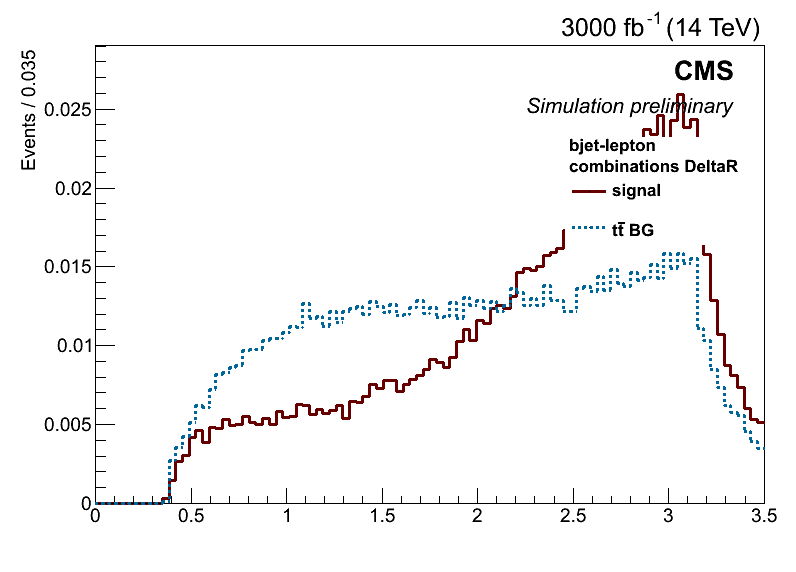 3000 fb⁻¹ (14 TeV)
CMS
Simulation preliminary
Events / 0.035
bjet-lepton
combinations DeltaR
signal
tt̄ BG
0.025
0.02
0.015
0.01
0.005
0
0 0.5 1 1.5 2 2.5 3 3.5